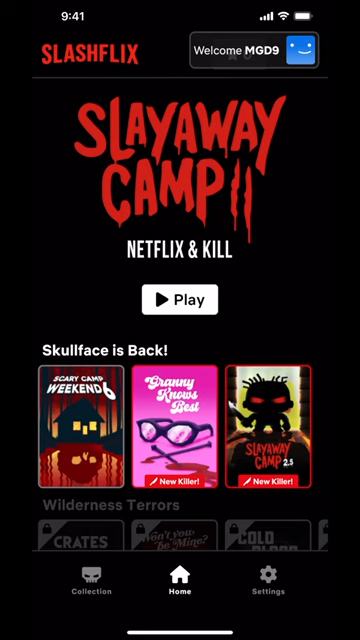 9:41
SLASHFLIX
Welcome MGD9
SLAYAWAY
CAMP II
NETFLIX & KILL
Play
Skullface is Back!
SCARY CAMP
WEEKEND 6
Granny
Knows
Best
New Killer!
SLAYAWAY
CAMP 2.5
New Killer!
Wilderness Terrors
CRATES
Won't you
be Mine?
COLD
BLOOD
Collection
Home
Settings